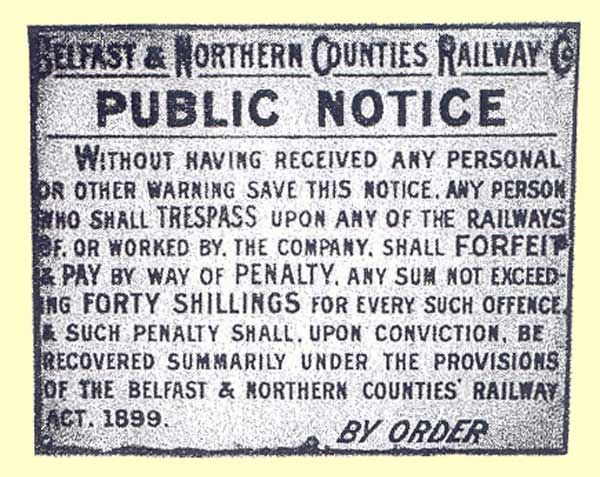 BELFAST & NORTHERN COUNTIES RAILWAY Co
PUBLIC NOTICE
WITHOUT HAVING RECEIVED ANY PERSONAL
OR OTHER WARNING SAVE THIS NOTICE, ANY PERSON
WHO SHALL TRESPASS UPON ANY OF THE RAILWAYS
OF, OR WORKED BY, THE COMPANY, SHALL FORFEIT
& PAY BY WAY OF PENALTY, ANY SUM NOT EXCEED-
ING FORTY SHILLINGS FOR EVERY SUCH OFFENCE,
& SUCH PENALTY SHALL, UPON CONVICTION, BE
RECOVERED SUMMARILY UNDER THE PROVISIONS
OF THE BELFAST & NORTHERN COUNTIES' RAILWAY
ACT. 1899.
BY ORDER